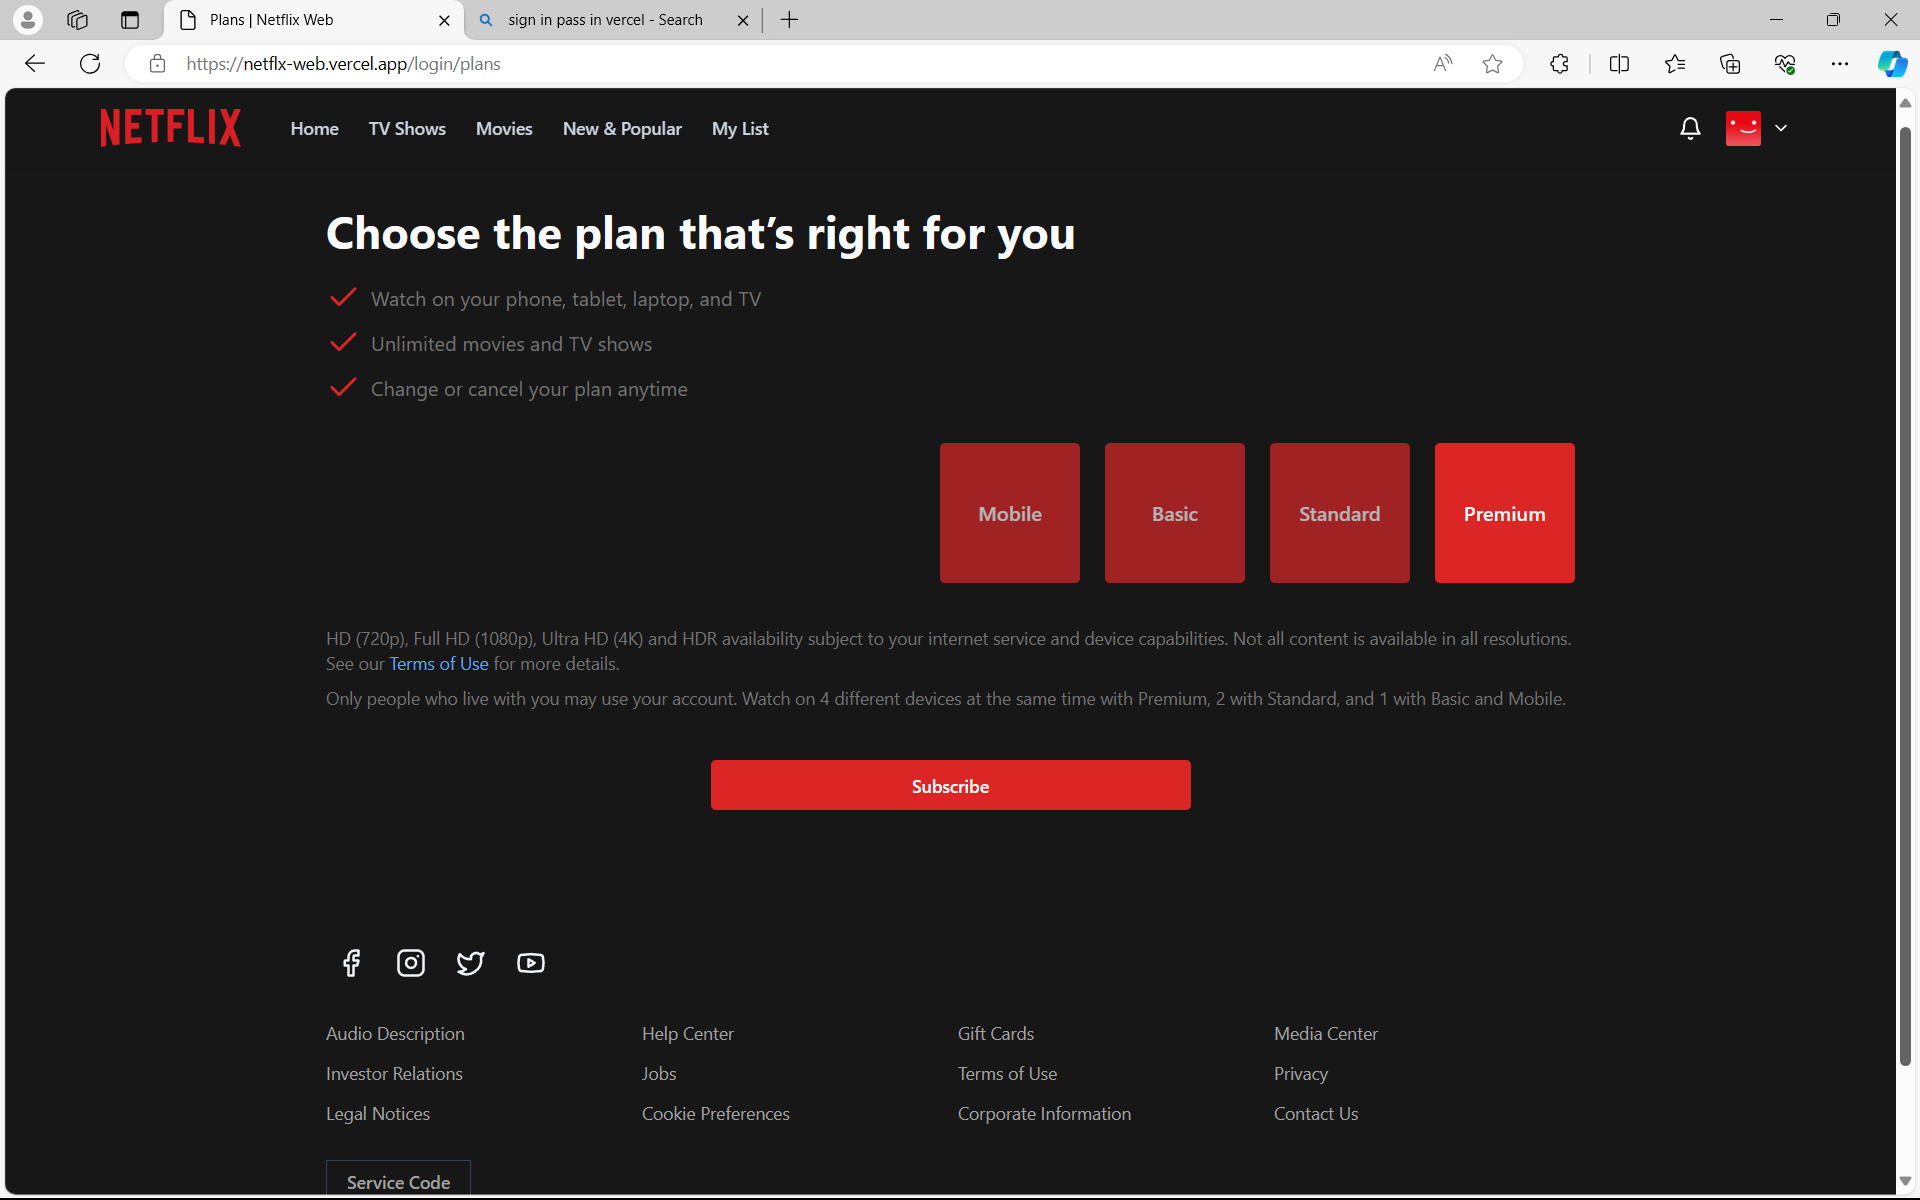 Plans | Netflix Web
sign in pass in vercel - Search
https://netflx-web.vercel.app/login/plans
NETFLIX
Home
TV Shows
Movies
New & Popular
My List
Choose the plan that’s right for you
Watch on your phone, tablet, laptop, and TV
Unlimited movies and TV shows
Change or cancel your plan anytime
Mobile
Basic
Standard
Premium
HD (720p), Full HD (1080p), Ultra HD (4K) and HDR availability subject to your internet service and device capabilities. Not all content is available in all resolutions.
See our Terms of Use for more details.
Only people who live with you may use your account. Watch on 4 different devices at the same time with Premium, 2 with Standard, and 1 with Basic and Mobile.
Subscribe
Audio Description
Help Center
Gift Cards
Media Center
Investor Relations
Jobs
Terms of Use
Privacy
Legal Notices
Cookie Preferences
Corporate Information
Contact Us
Service Code